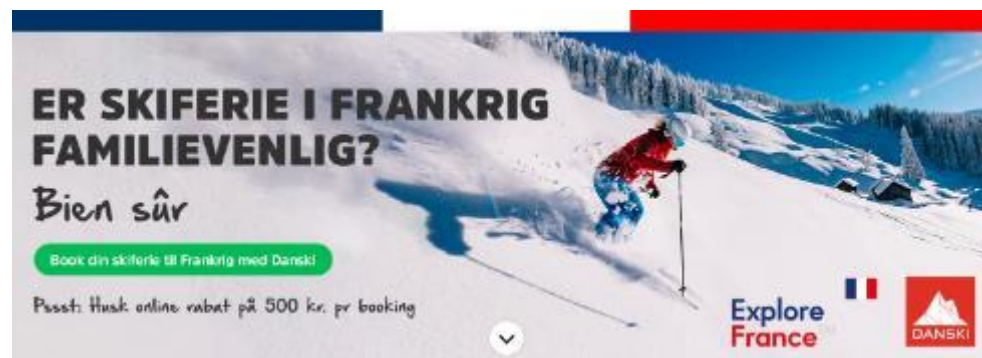 ER SKIFERIE I FRANKRIG
FAMILIEVENLIG?
Bien sûr
Book din skiferie til Frankrig med Danski
Pssst: Husk online rabat på 500 kr. pr booking
Explore
France
DANSKI